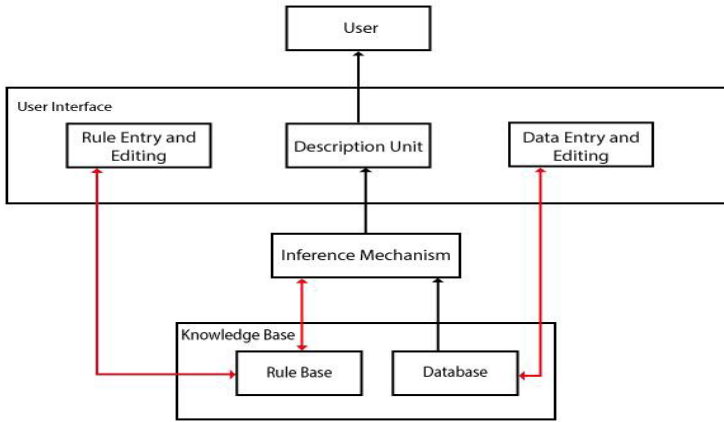 User
User Interface
Rule Entry and
Editing
Description Unit
Data Entry and
Editing
Inference Mechanism
Knowledge Base
Rule Base
Database